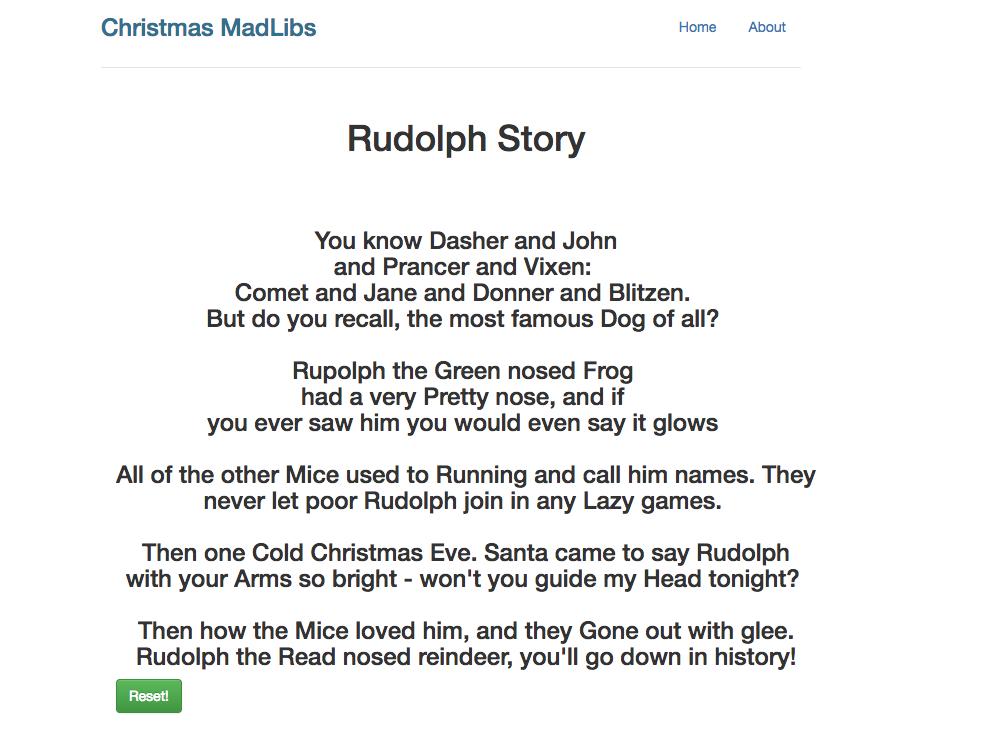 Christmas MadLibs
Home
About
Rudolph Story
You know Dasher and John
and Prancer and Vixen:
Comet and Jane and Donner and Blitzen.
But do you recall, the most famous Dog of all?
Rupolph the Green nosed Frog
had a very Pretty nose, and if
you ever saw him you would even say it glows
All of the other Mice used to Running and call him names. They
never let poor Rudolph join in any Lazy games.
Then one Cold Christmas Eve. Santa came to say Rudolph
with your Arms so bright - won't you guide my Head tonight?
Then how the Mice loved him, and they Gone out with glee.
Rudolph the Read nosed reindeer, you'll go down in history!
Reset!